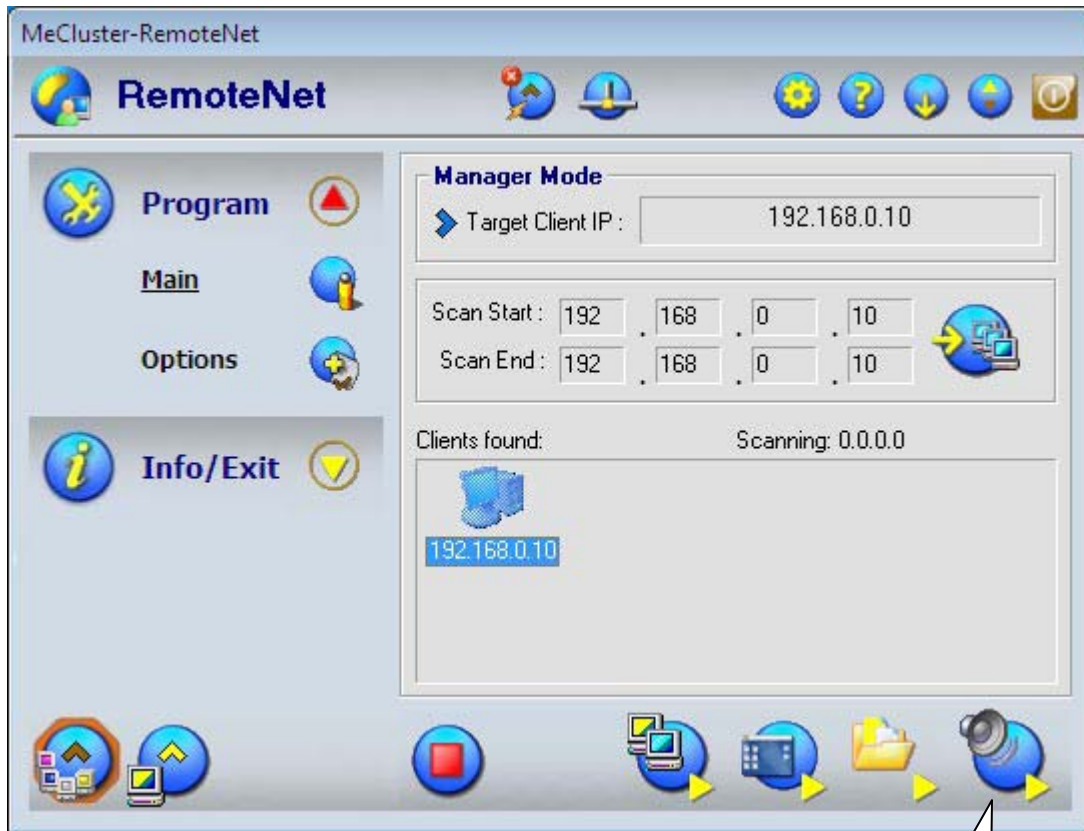 MeCluster-RemoteNet
RemoteNet
Program
Main
Options
Info/Exit
Manager Mode
Target Client IP : 192.168.0.10
Scan Start : 192 . 168 . 0 . 10
Scan End : 192 . 168 . 0 . 10
Clients found: Scanning: 0.0.0.0
192.168.0.10